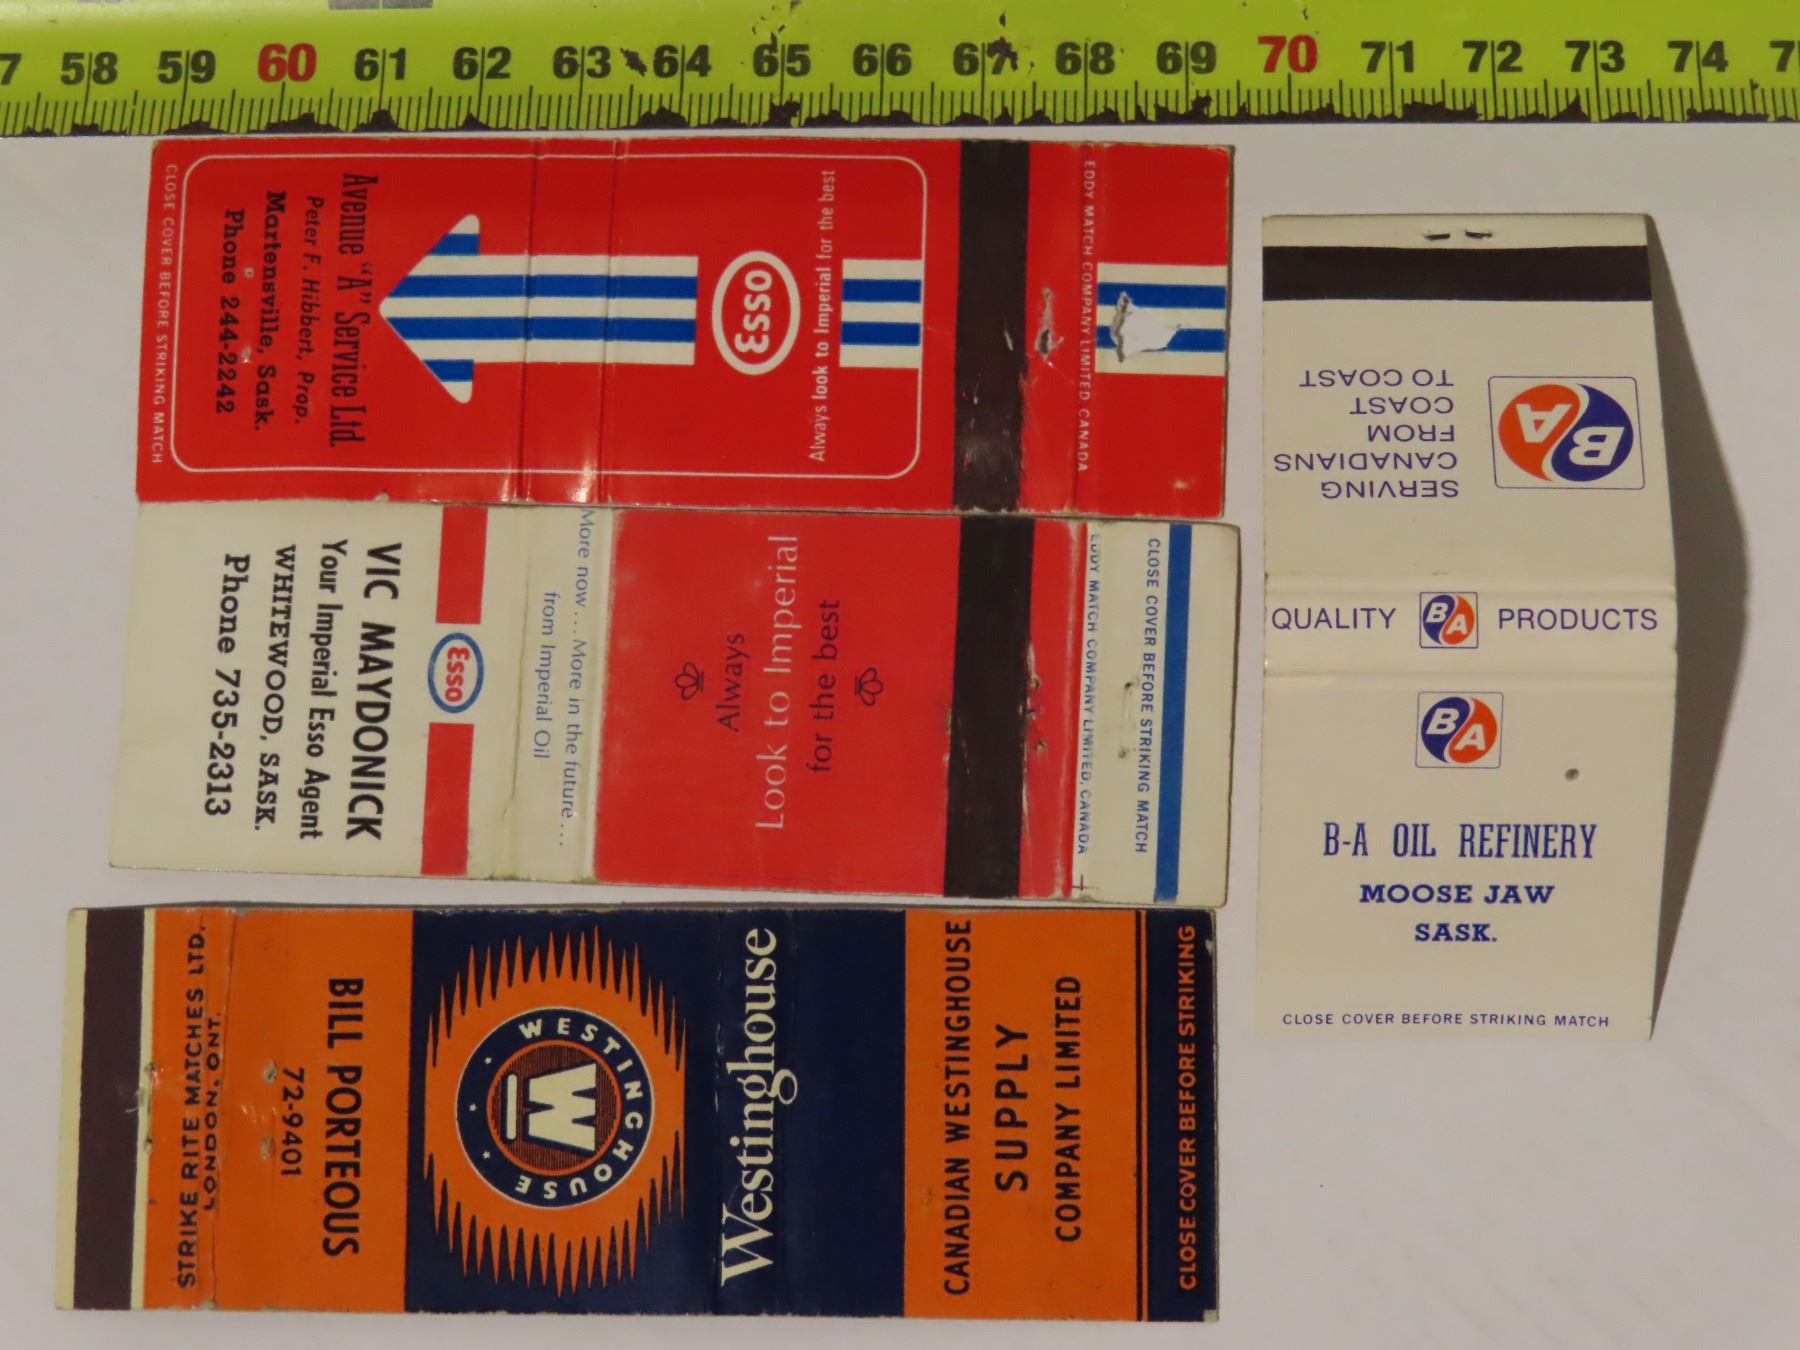 58 59 60 61 62 63 64 65 66 67 68 69 70 71 72 73 74
CLOSE COVER BEFORE STRIKING MATCH
Avenue "A" Service Ltd.
Peter F. Hibbert, Prop.
Martensville, Sask.
Phone 244-2242
Esso
Always look to Imperial for the best
EDDY MATCH COMPANY LIMITED, CANADA
VIC MAYDONICK
Your Imperial Esso Agent
WHITEWOOD, SASK.
Phone 735-2313
Esso
More now... More in the future...
from Imperial Oil
Always
Look to Imperial
for the best
EDDY MATCH COMPANY LIMITED, CANADA
CLOSE COVER BEFORE STRIKING MATCH
STRIKE RITE MATCHES LTD.
LONDON, ONT.
BILL PORTEOUS
72-9401
WESTINGHOUSE
W
Westinghouse
CANADIAN WESTINGHOUSE
SUPPLY
COMPANY LIMITED
CLOSE COVER BEFORE STRIKING
BA
SERVING
CANADIANS
FROM
COAST
TO COAST
QUALITY BA PRODUCTS
BA
B-A OIL REFINERY
MOOSE JAW
SASK.
CLOSE COVER BEFORE STRIKING MATCH